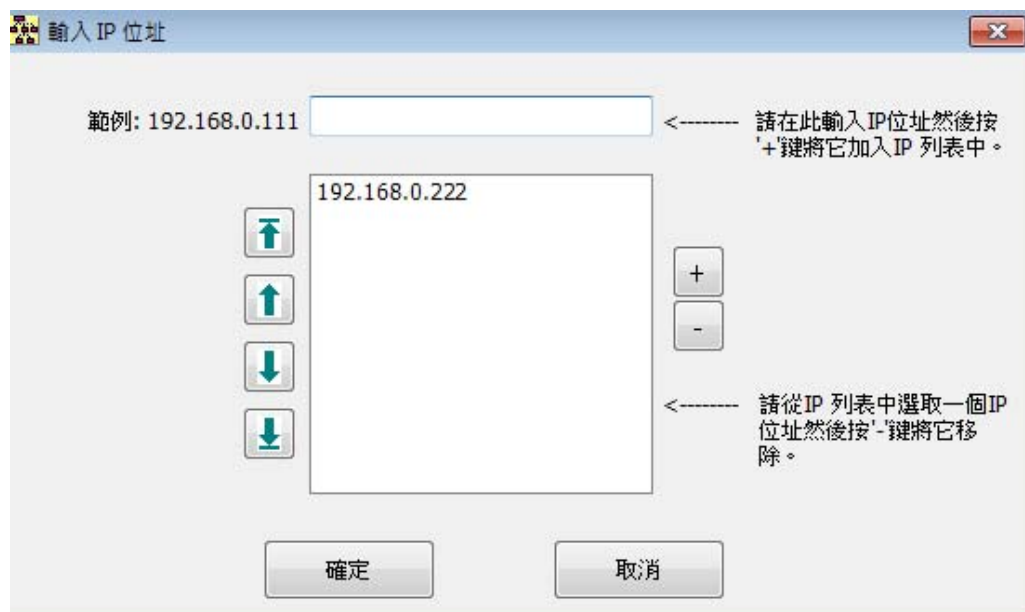 輸入 IP 位址
範例: 192.168.0.111
<-------- 請在此輸入IP位址然後按
'+'鍵將它加入IP 列表中。
192.168.0.222
+
-
<-------- 請從IP 列表中選取一個IP
位址然後按'-'鍵將它移
除。
確定
取消